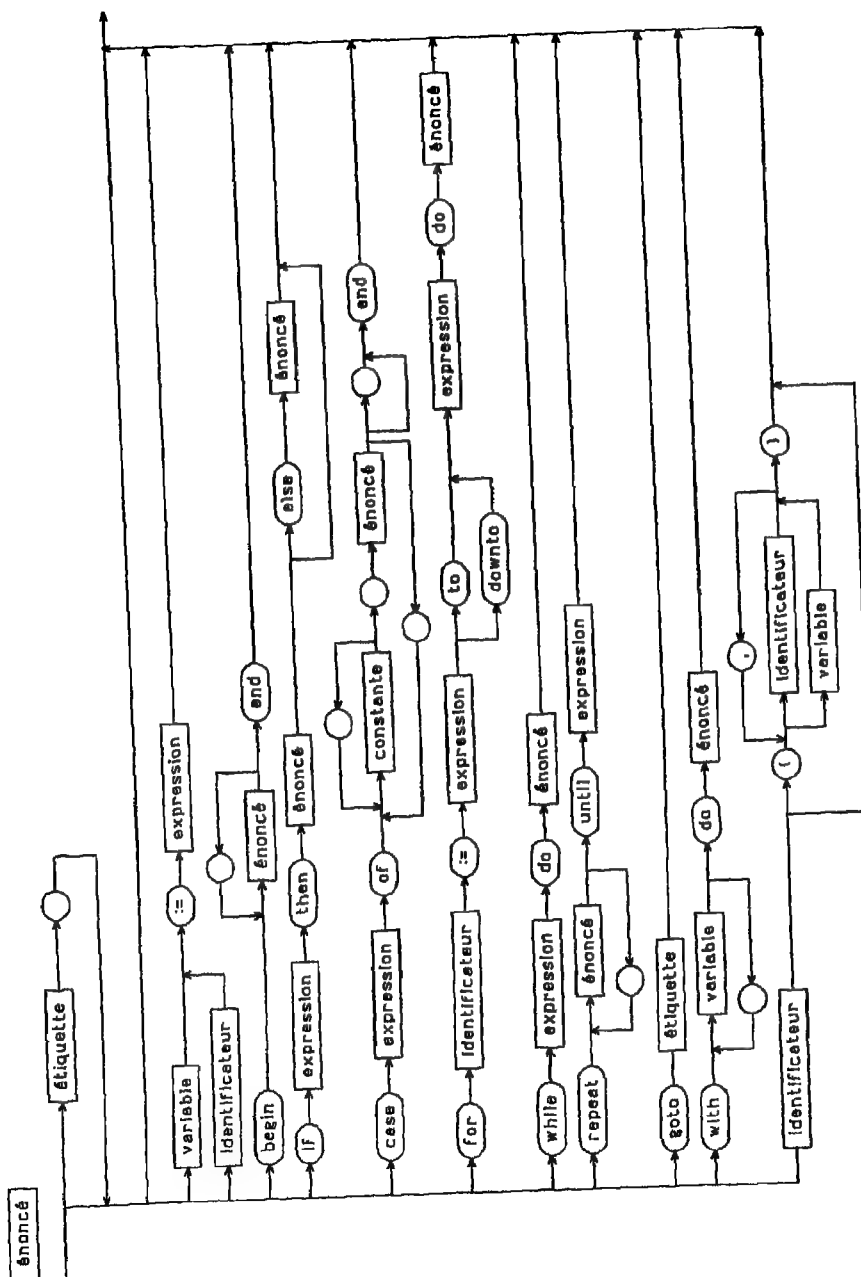 énoncé
étiquette
variable := expression
identificateur
begin énoncé end
if expression then énoncé else énoncé
case expression of constante énoncé end
for identificateur := expression to expression do énoncé
downto
while expression do énoncé
repeat énoncé until expression
goto étiquette
with variable do énoncé
identificateur ( identificateur )
,
variable